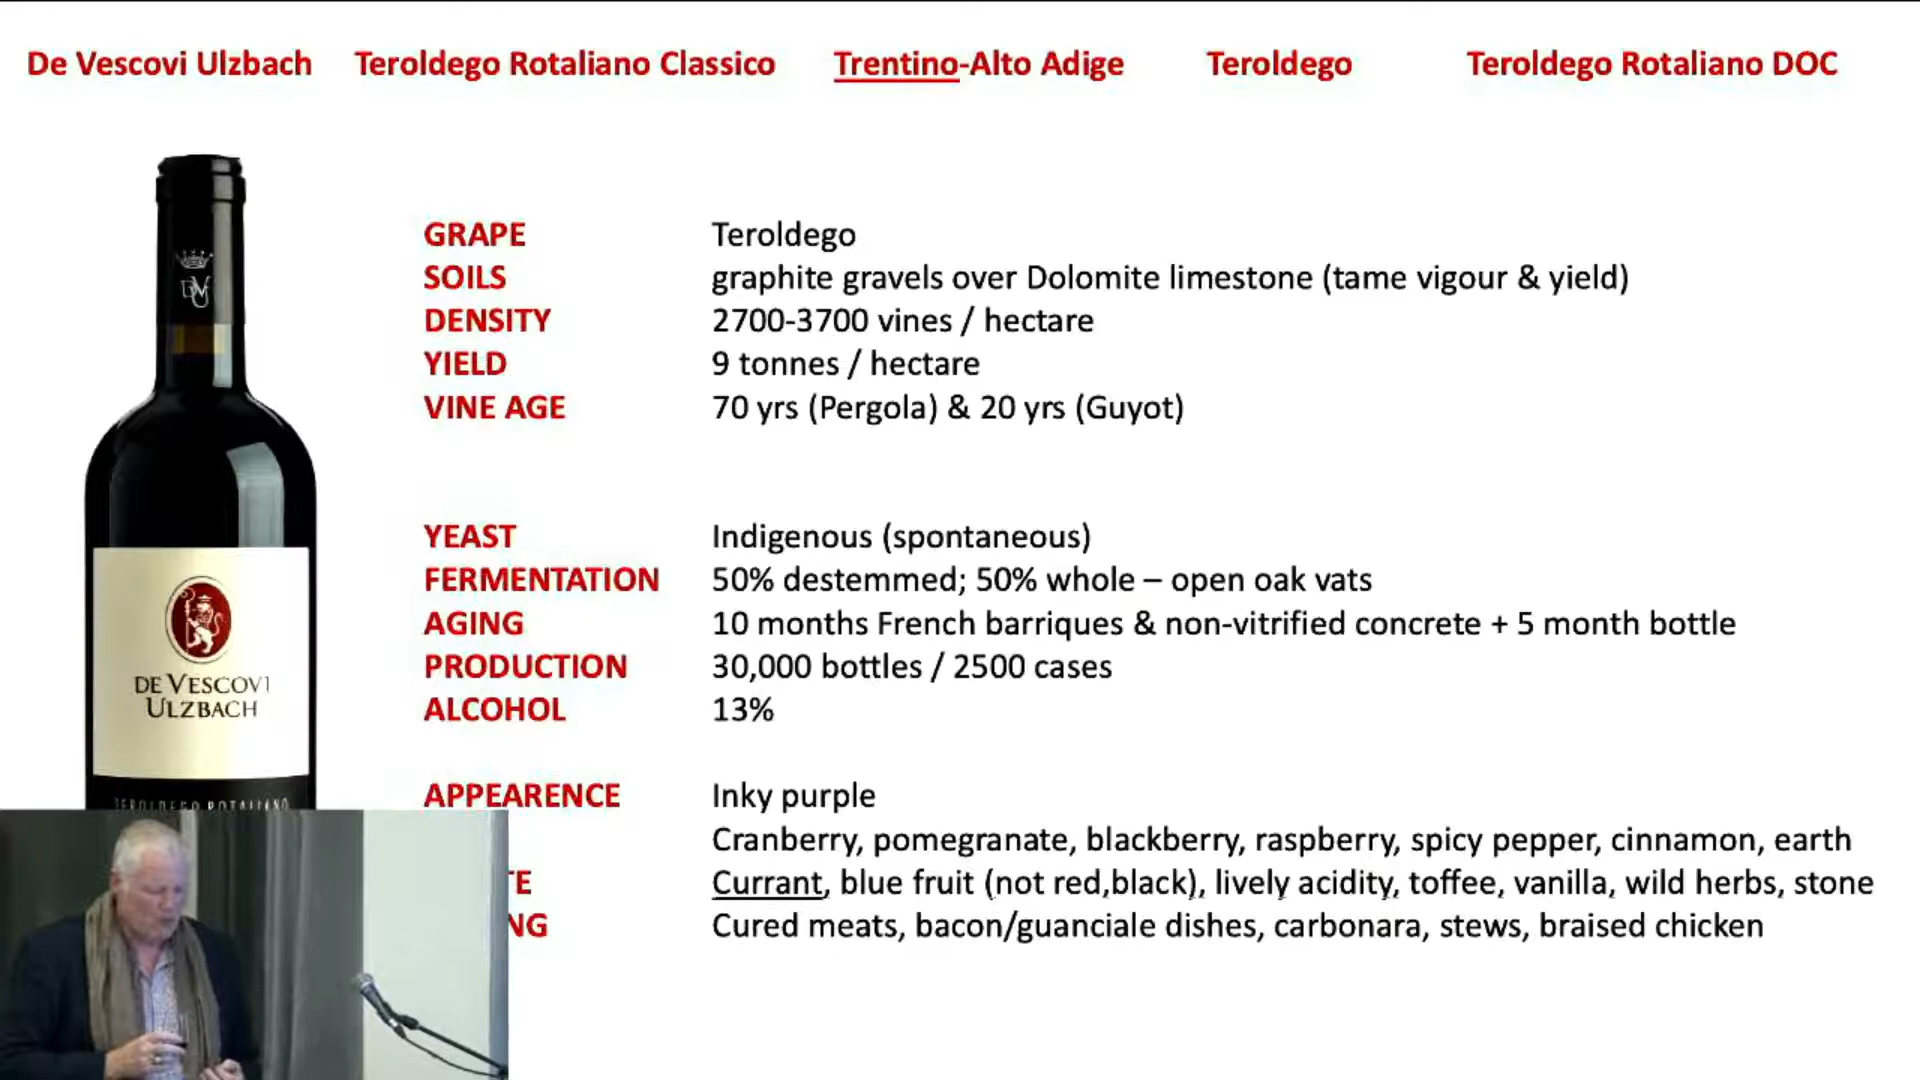 De Vescovi Ulzbach Teroldego Rotaliano Classico Trentino-Alto Adige Teroldego Teroldego Rotaliano DOC
GRAPE Teroldego
SOILS graphite gravels over Dolomite limestone (tame vigour & yield)
DENSITY 2700-3700 vines / hectare
YIELD 9 tonnes / hectare
VINE AGE 70 yrs (Pergola) & 20 yrs (Guyot)
YEAST Indigenous (spontaneous)
FERMENTATION 50% destemmed; 50% whole – open oak vats
AGING 10 months French barriques & non-vitrified concrete + 5 month bottle
PRODUCTION 30,000 bottles / 2500 cases
ALCOHOL 13%
APPEARENCE Inky purple
Cranberry, pomegranate, blackberry, raspberry, spicy pepper, cinnamon, earth
TE Currant, blue fruit (not red,black), lively acidity, toffee, vanilla, wild herbs, stone
NG Cured meats, bacon/guanciale dishes, carbonara, stews, braised chicken
DE VESCOVI
ULZBACH
TEROLDEGO ROTALIANO